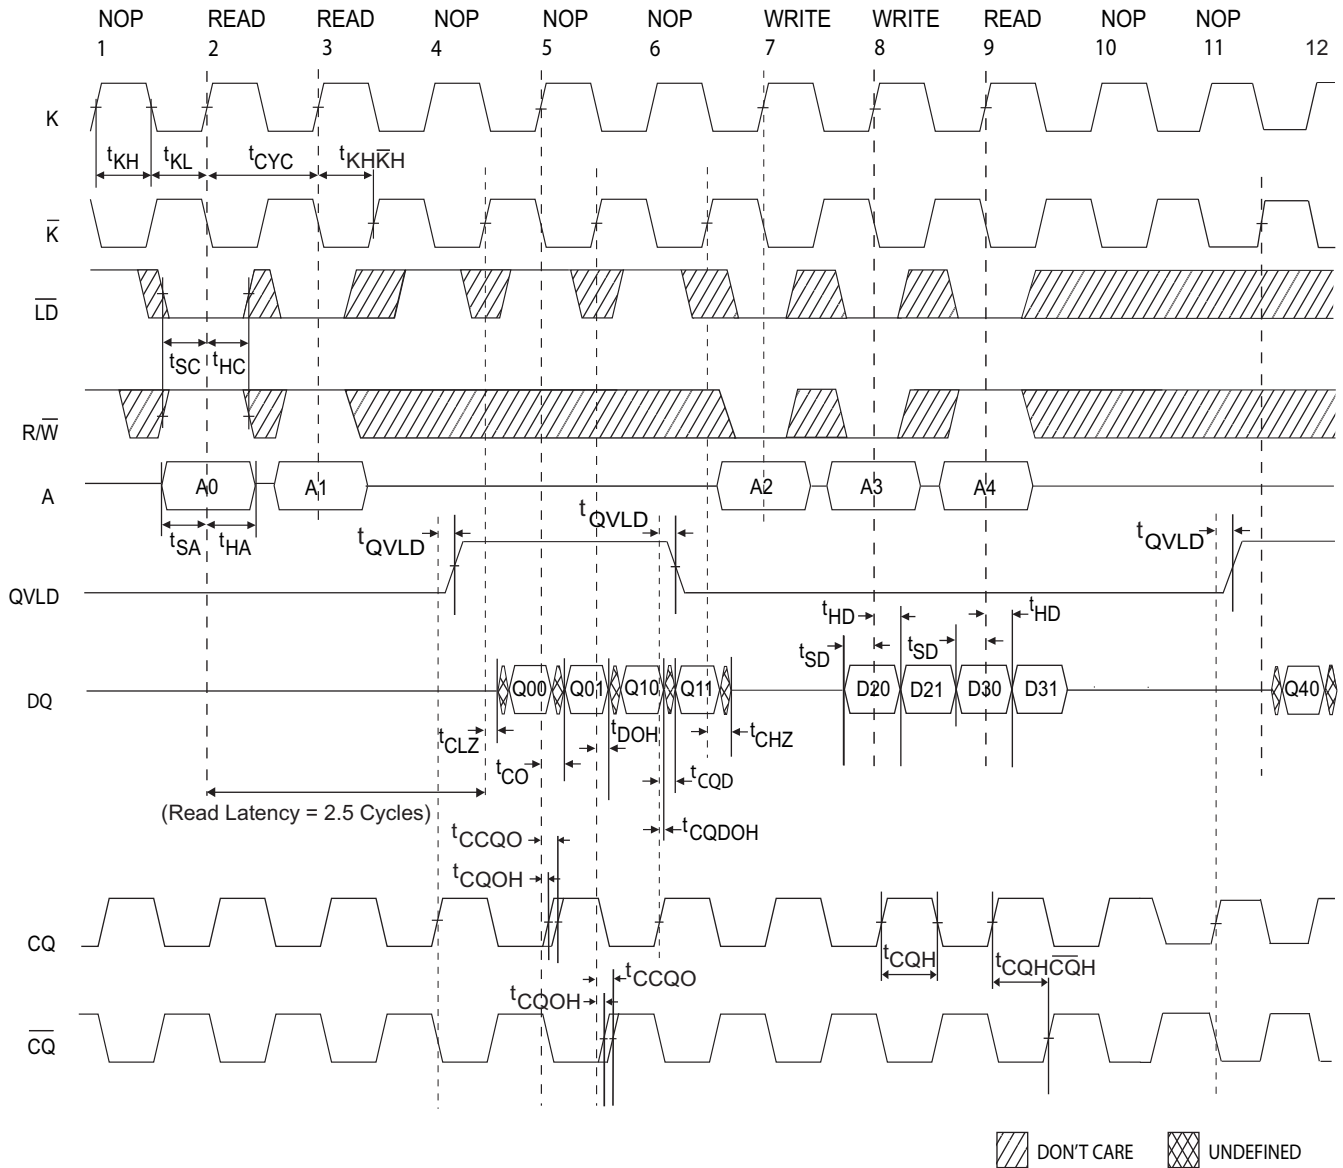 NOP READ READ NOP NOP NOP WRITE WRITE READ NOP NOP
1 2 3 4 5 6 7 8 9 10 11 12
K
tKH tKL tCYC tKHK̅H
K̅
L̅D̅
tSC tHC
R/W̅
A A0 A1 A2 A3 A4
tSA tHA tQVLD tQVLD tQVLD
QVLD
tHD tHD
tSD tSD
DQ Q00 Q01 Q10 Q11 D20 D21 D30 D31 Q40
tCLZ tDOH tCHZ
tCO tCQD
(Read Latency = 2.5 Cycles)
tCQDOH
tCCQO
tCQOH
CQ
tCQH tCQHC̅Q̅H
tCCQO
tCQOH
C̅Q̅
DON'T CARE UNDEFINED